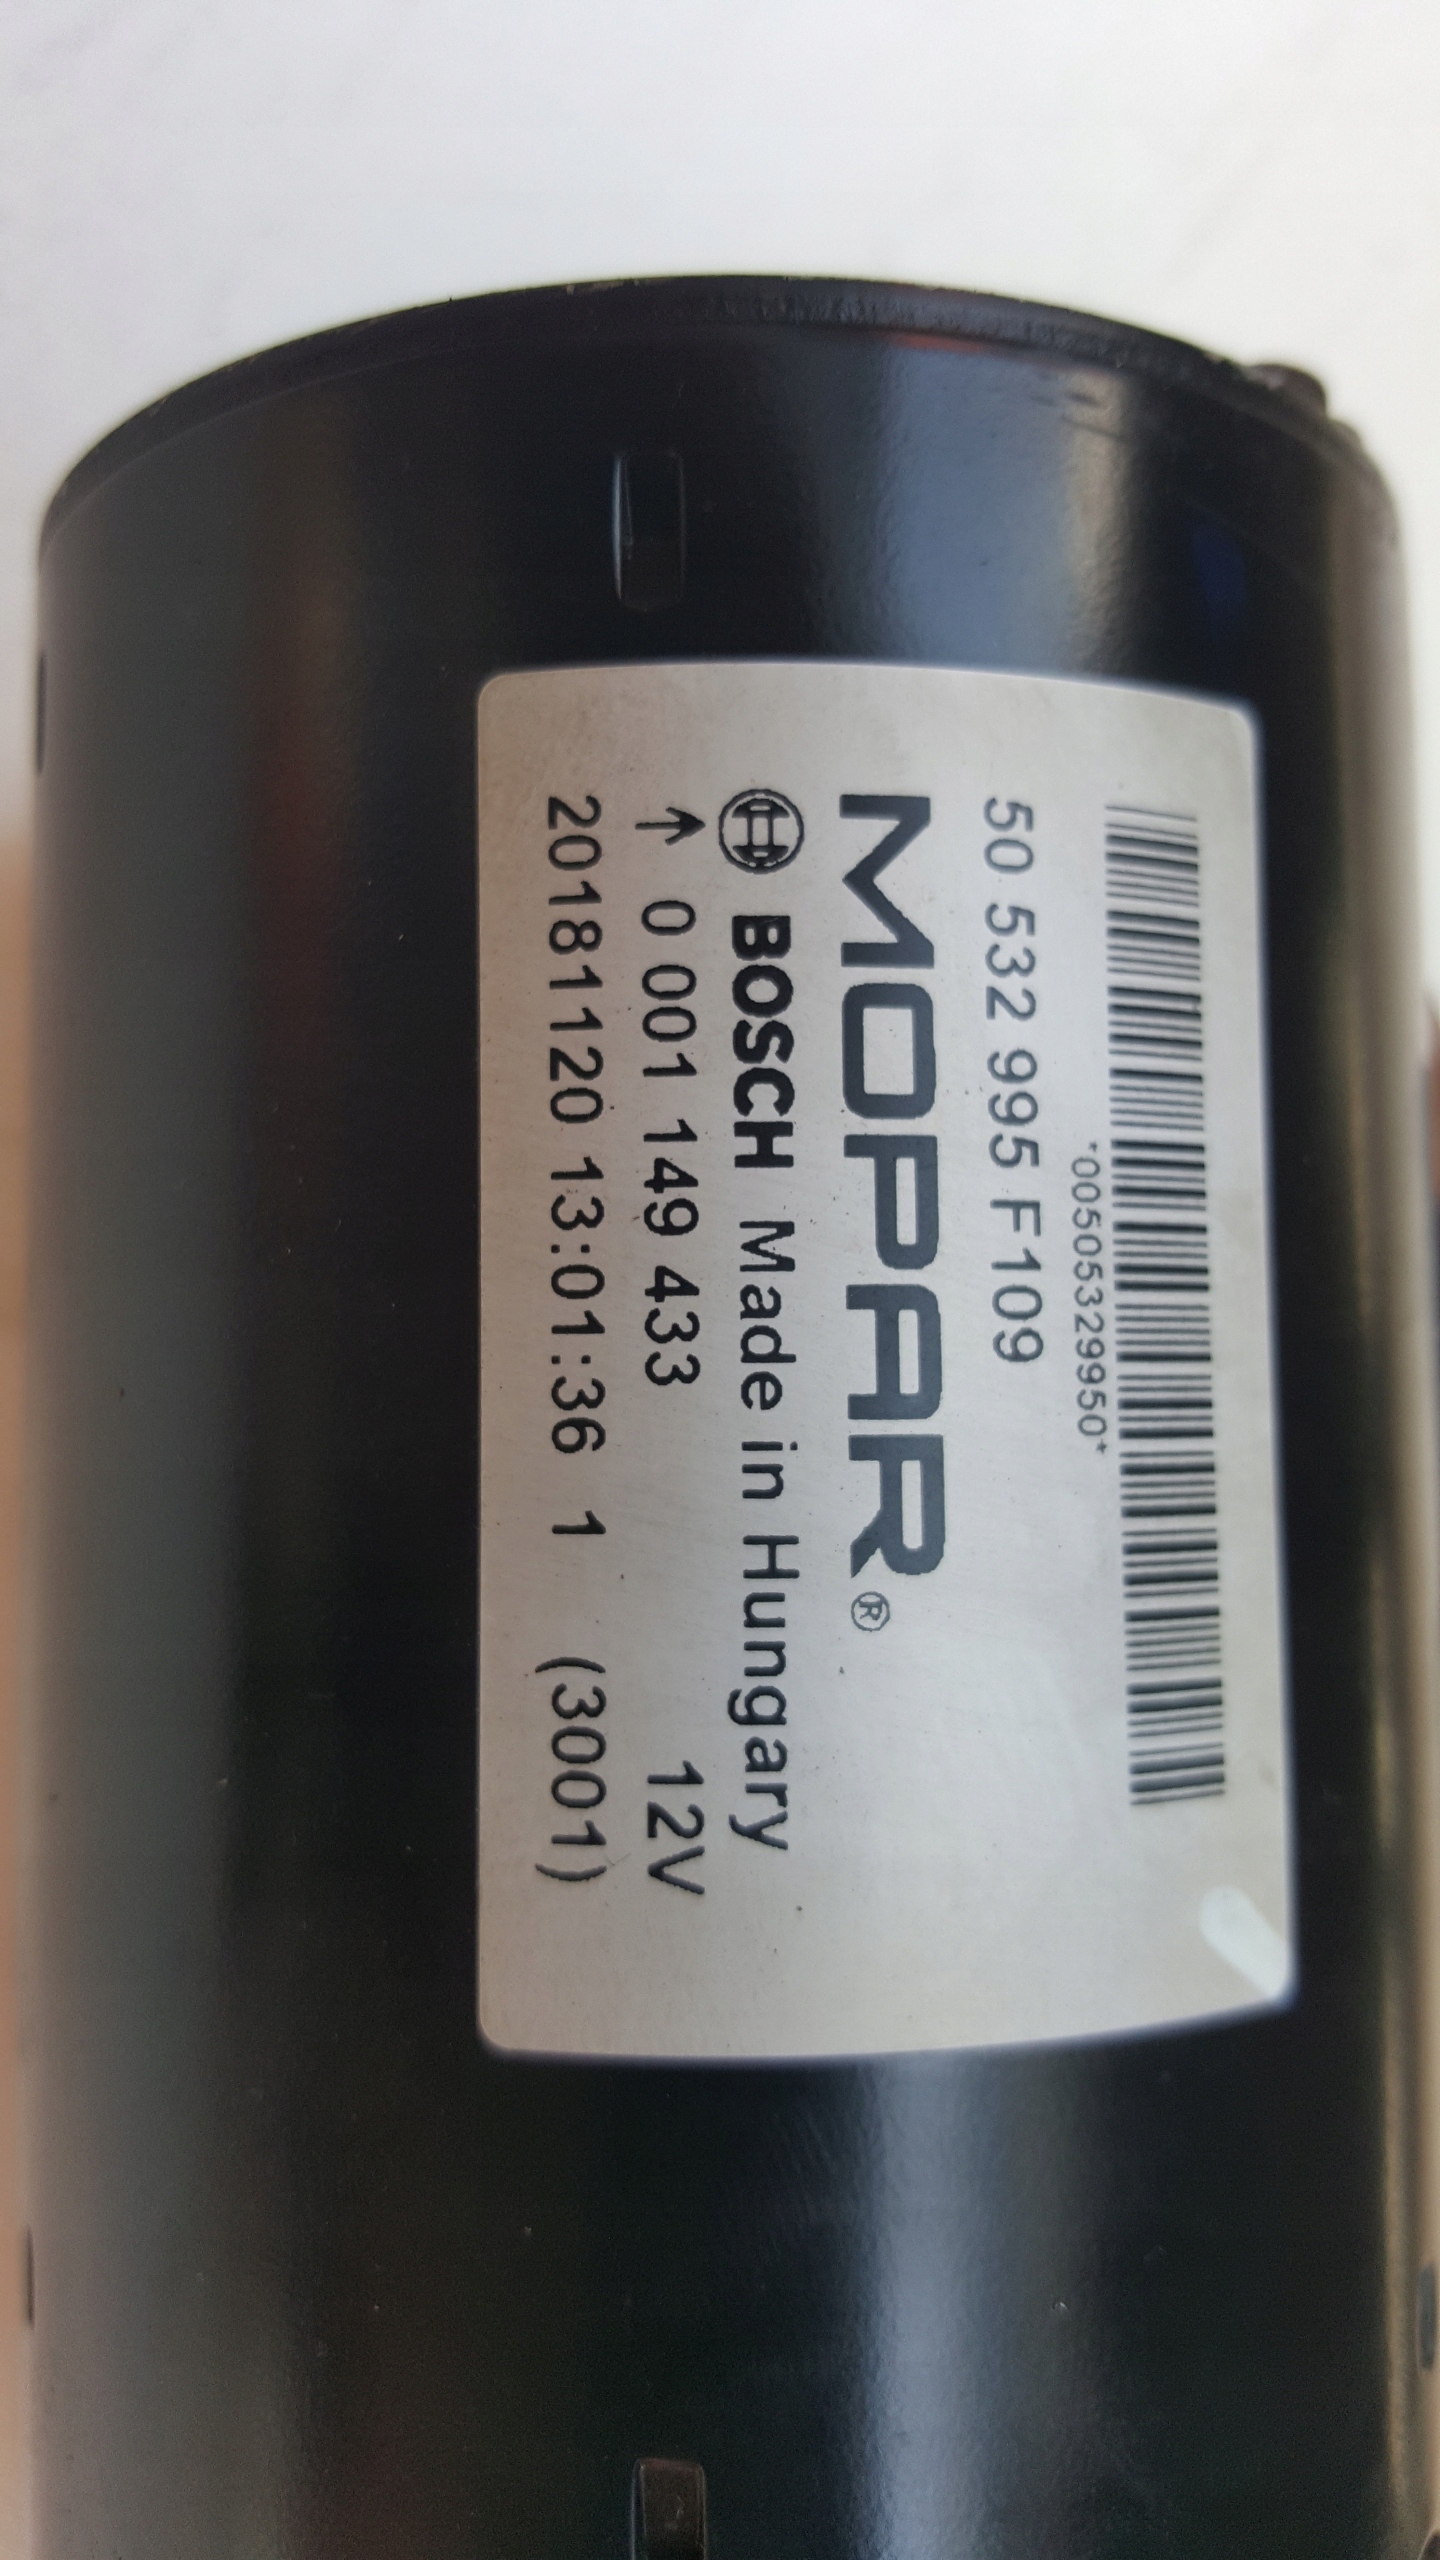 *00505329950*
50 532 995 F109
MOPAR®
BOSCH Made in Hungary
→ 0 001 149 433 12V
20181120 13:01:36 1 (3001)